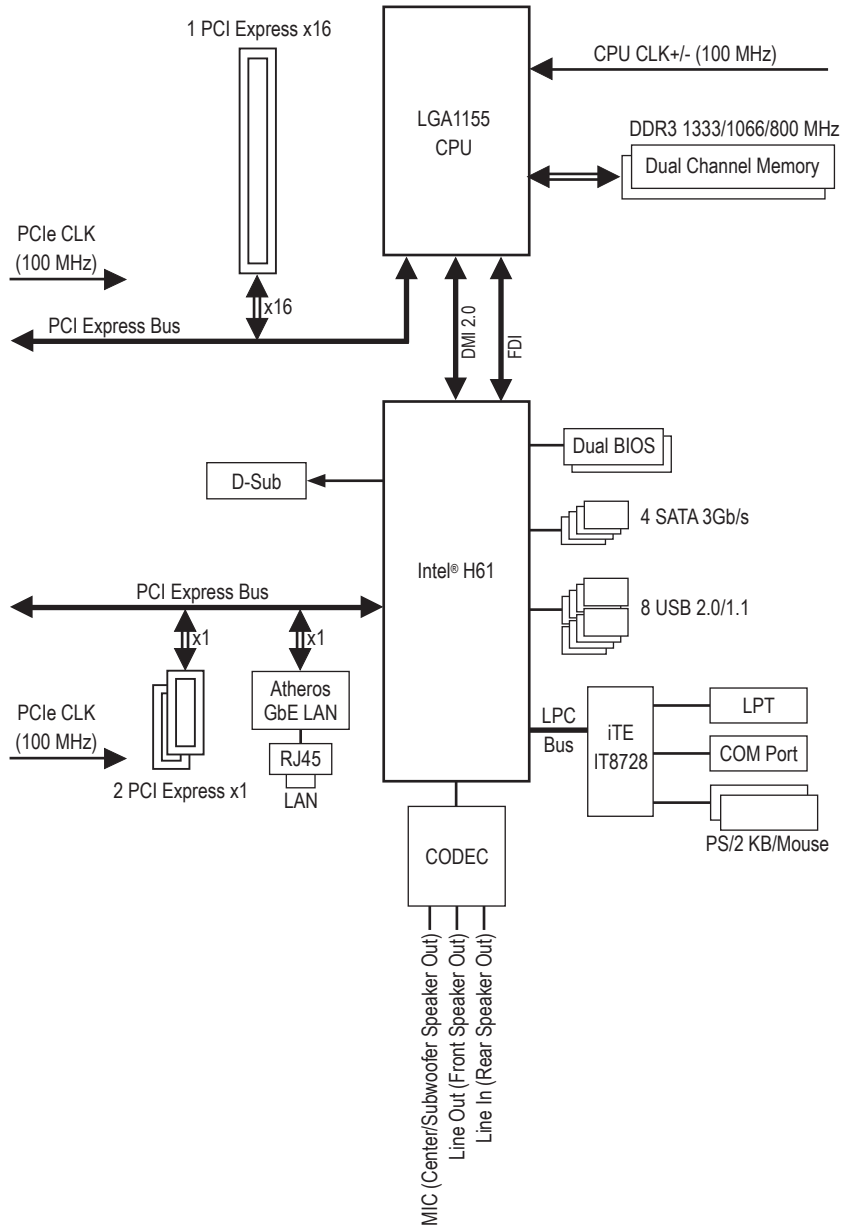 1 PCI Express x16
CPU CLK+/- (100 MHz)
LGA1155
CPU
DDR3 1333/1066/800 MHz
Dual Channel Memory
PCIe CLK
(100 MHz)
x16
PCI Express Bus
DMI 2.0
FDI
Dual BIOS
D-Sub
4 SATA 3Gb/s
Intel® H61
PCI Express Bus
8 USB 2.0/1.1
x1
x1
Atheros
GbE LAN
PCIe CLK
(100 MHz)
RJ45
LAN
2 PCI Express x1
LPC
Bus
iTE
IT8728
LPT
COM Port
PS/2 KB/Mouse
CODEC
MIC (Center/Subwoofer Speaker Out)
Line Out (Front Speaker Out)
Line In (Rear Speaker Out)